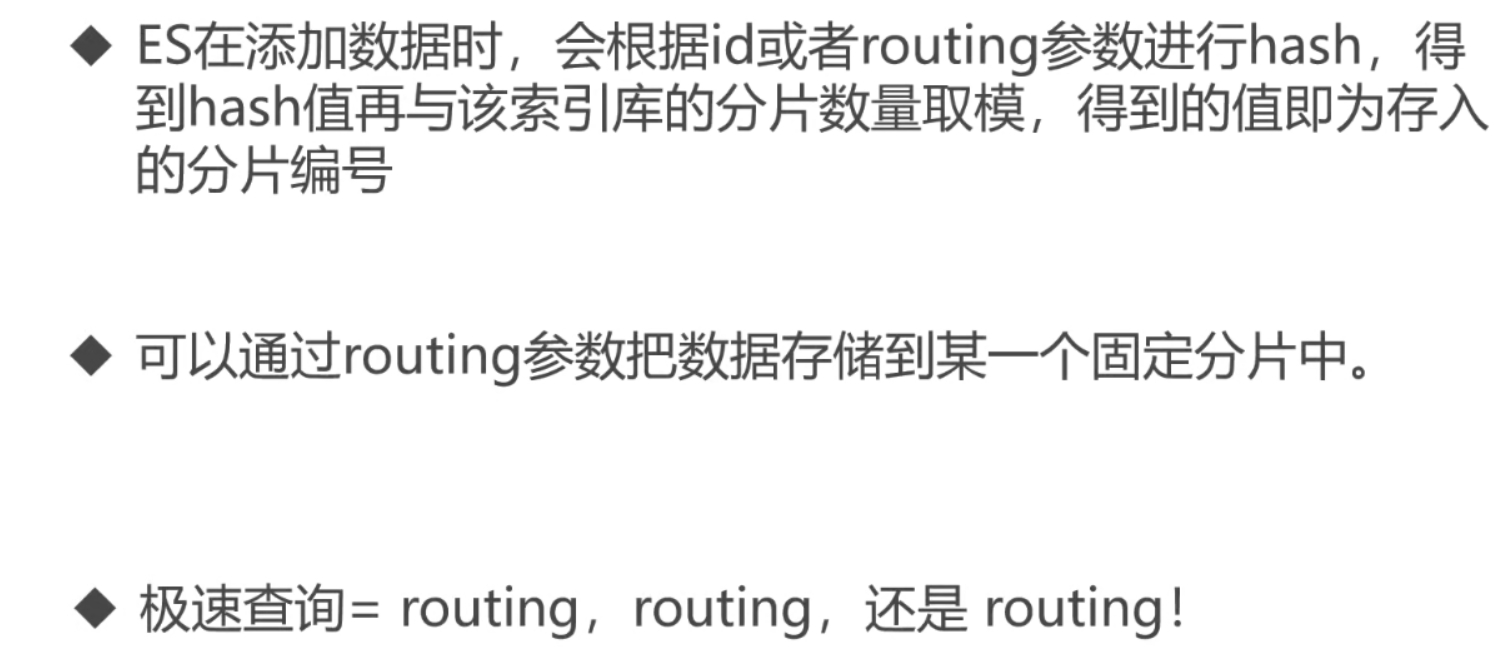 ◆ ES在添加数据时，会根据id或者routing参数进行hash，得
到hash值再与该索引库的分片数量取模，得到的值即为存入
的分片编号
◆ 可以通过routing参数把数据存储到某一个固定分片中。
◆ 极速查询= routing，routing，还是 routing！